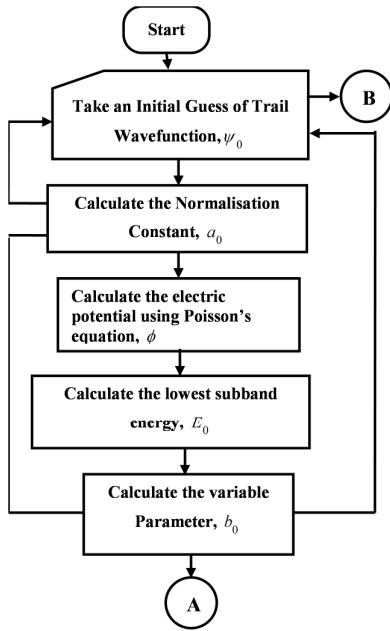 Start
Take an Initial Guess of Trail
Wavefunction, ψ₀
B
Calculate the Normalisation
Constant, a₀
Calculate the electric
potential using Poisson's
equation, ϕ
Calculate the lowest subband
energy, E₀
Calculate the variable
Parameter, b₀
A